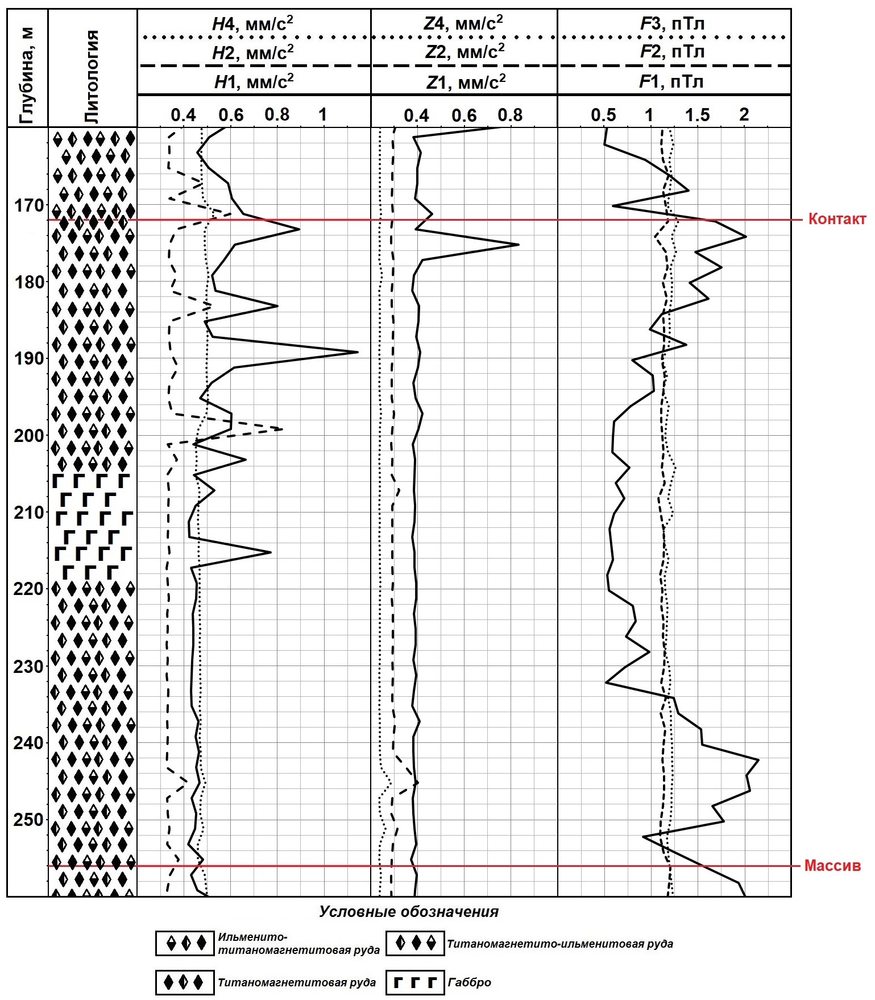 Глубина, м
Литология
H4, мм/с²
H2, мм/с²
H1, мм/с²
Z4, мм/с²
Z2, мм/с²
Z1, мм/с²
F3, пТл
F2, пТл
F1, пТл
0.4 0.6 0.8 1
0.4 0.6 0.8
0.5 1 1.5 2
170
Контакт
180
190
200
Г Г Г Г
Г Г Г
210
Г Г Г Г
Г Г Г
Г Г Г Г
Г Г Г
220
230
240
250
Массив
Условные обозначения
Ильменито-
титаномагнетитовая руда
Титаномагнетито-ильменитовая руда
Титаномагнетитовая руда
Г Г Г
Габбро